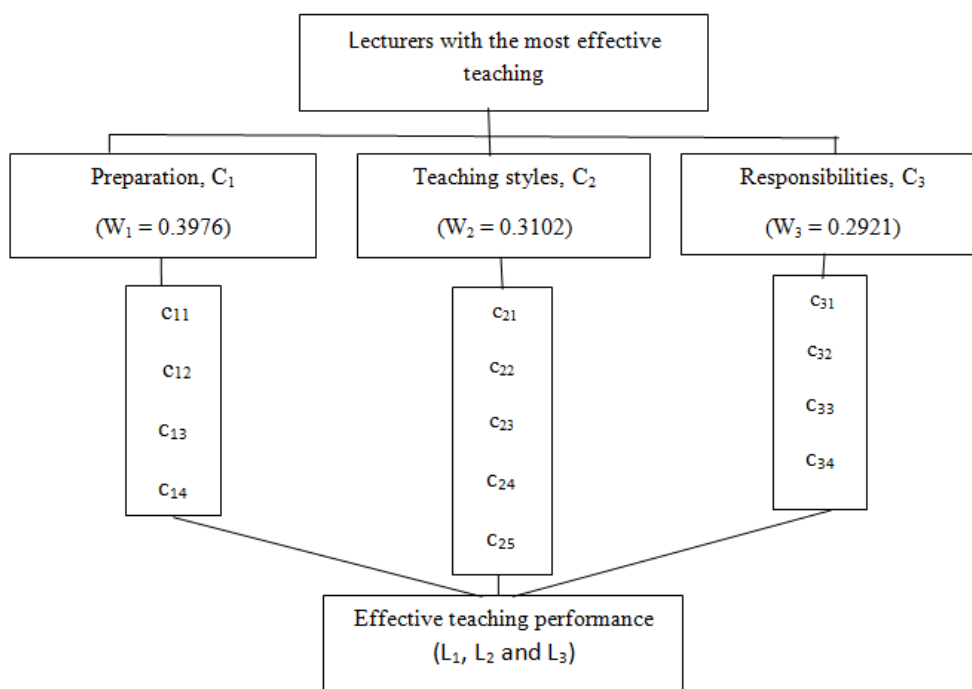 Lecturers with the most effective
teaching
Preparation, C₁
(W₁ = 0.3976)
Teaching styles, C₂
(W₂ = 0.3102)
Responsibilities, C₃
(W₃ = 0.2921)
c₁₁
c₁₂
c₁₃
c₁₄
c₂₁
c₂₂
c₂₃
c₂₄
c₂₅
c₃₁
c₃₂
c₃₃
c₃₄
Effective teaching performance
(L₁, L₂ and L₃)